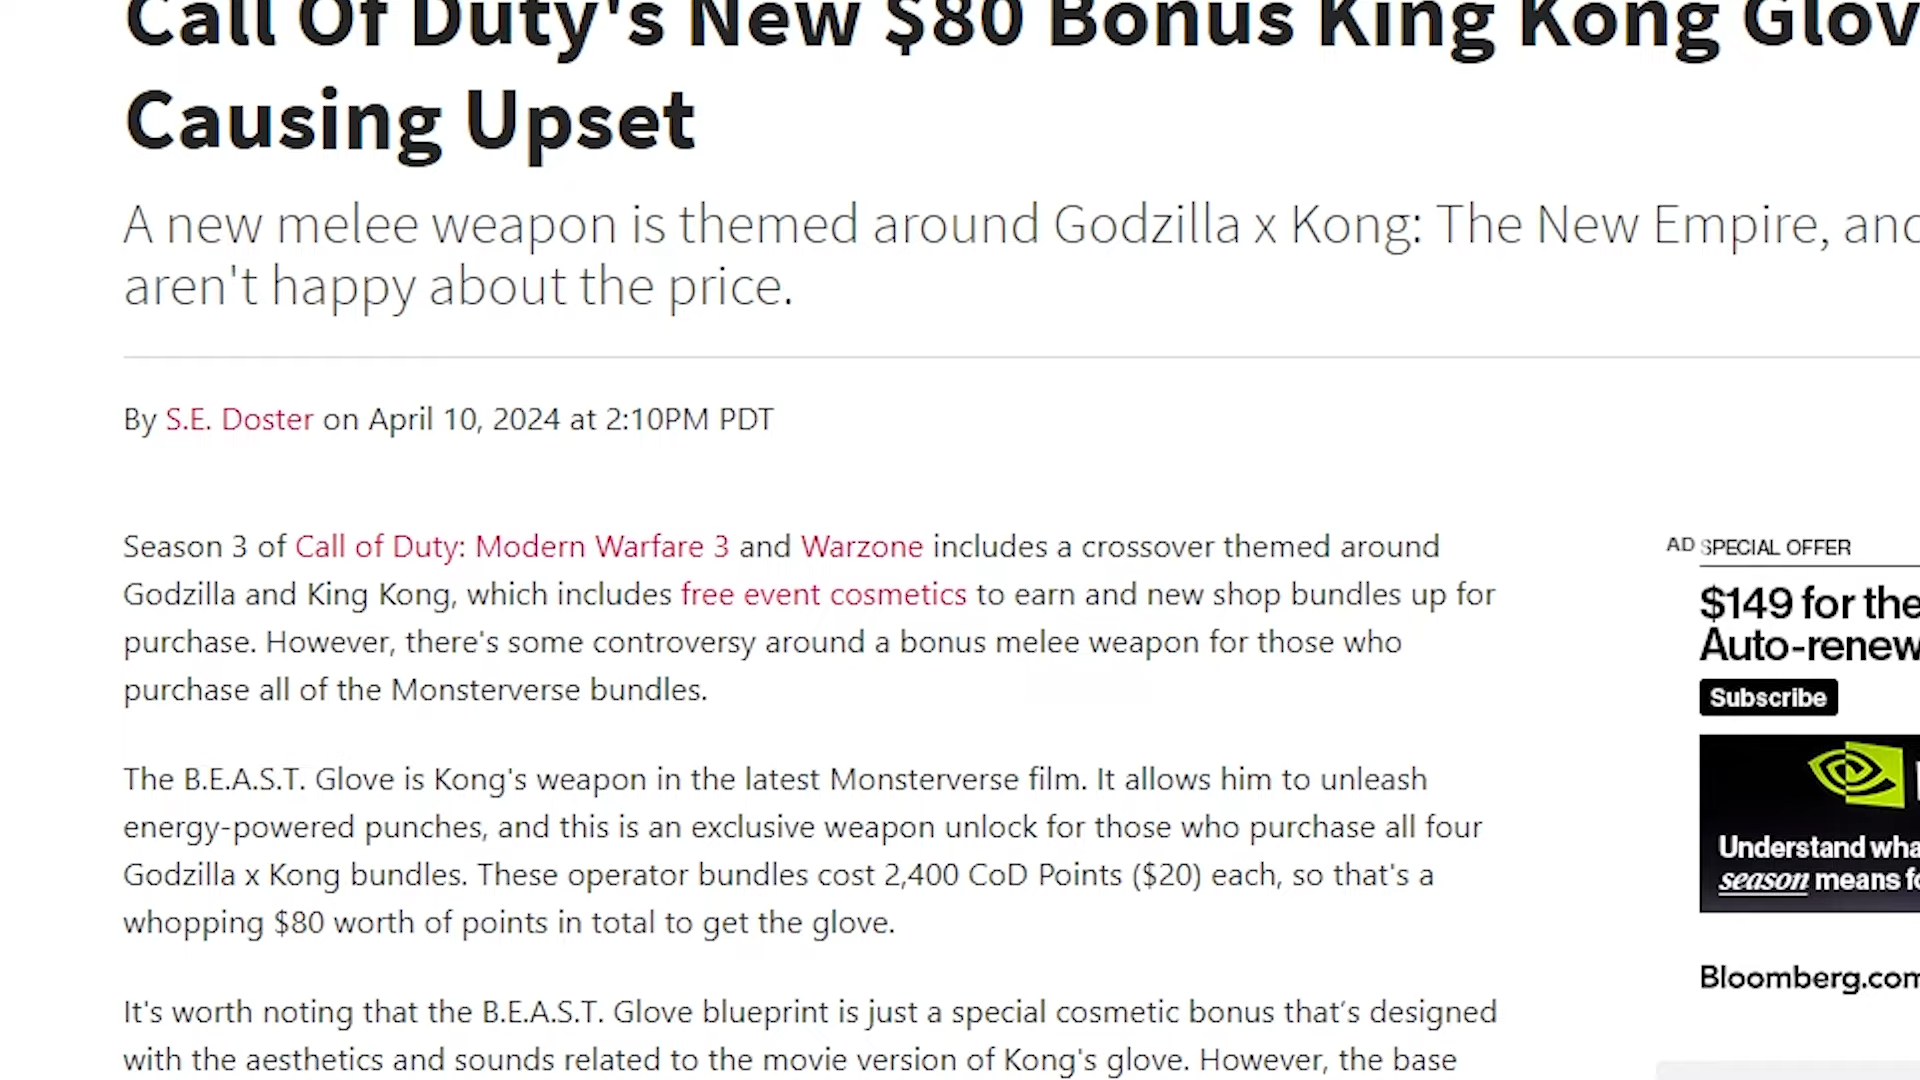 Call Of Duty's New $80 Bonus King Kong Glov
Causing Upset
A new melee weapon is themed around Godzilla x Kong: The New Empire, and
aren't happy about the price.
By S.E. Doster on April 10, 2024 at 2:10PM PDT
Season 3 of Call of Duty: Modern Warfare 3 and Warzone includes a crossover themed around
Godzilla and King Kong, which includes free event cosmetics to earn and new shop bundles up for
purchase. However, there's some controversy around a bonus melee weapon for those who
purchase all of the Monsterverse bundles.
The B.E.A.S.T. Glove is Kong's weapon in the latest Monsterverse film. It allows him to unleash
energy-powered punches, and this is an exclusive weapon unlock for those who purchase all four
Godzilla x Kong bundles. These operator bundles cost 2,400 CoD Points ($20) each, so that's a
whopping $80 worth of points in total to get the glove.
It's worth noting that the B.E.A.S.T. Glove blueprint is just a special cosmetic bonus that’s designed
with the aesthetics and sounds related to the movie version of Kong's glove. However, the base
AD SPECIAL OFFER
$149 for the
Auto-renew
Subscribe
Understand wha
season means fo
Bloomberg.com